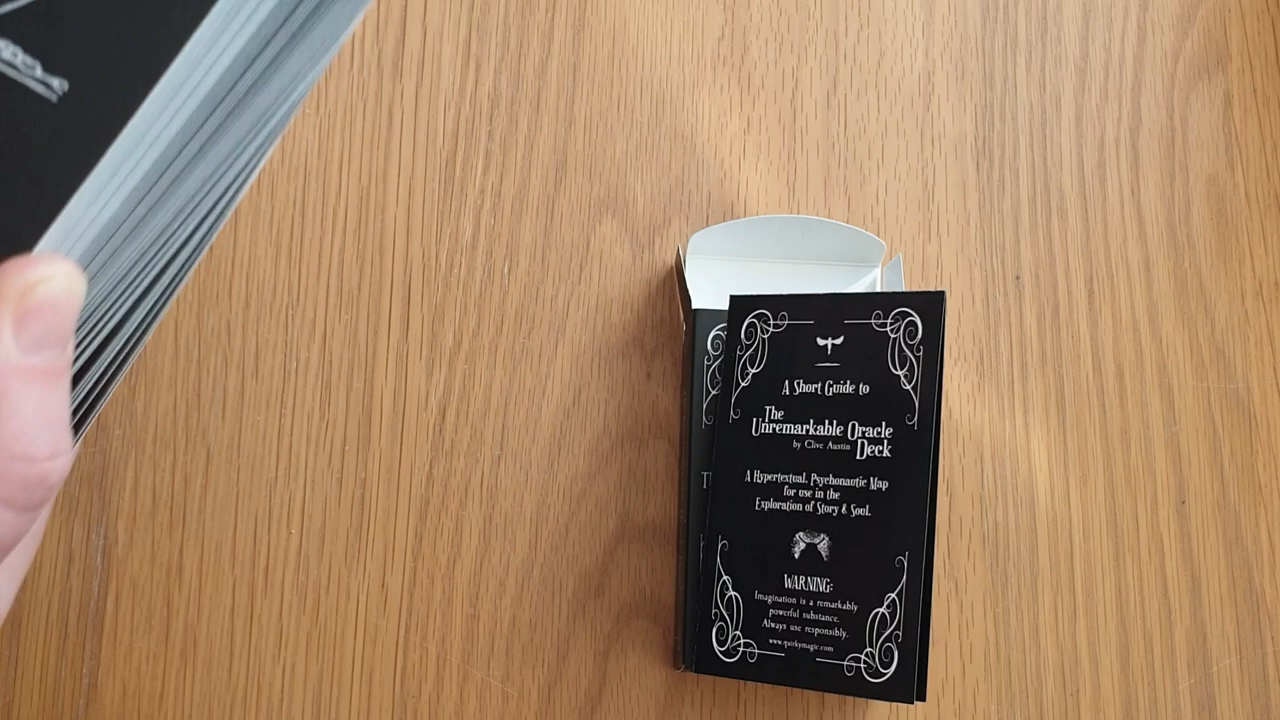 A Short Guide to
The
Unremarkable Oracle
by Clive Austin Deck
A Hypertextual, Psychonautic Map
for use in the
Exploration of Story & Soul.
WARNING:
Imagination is a remarkably
powerful substance.
Always use responsibly.
www.quirkymagic.com